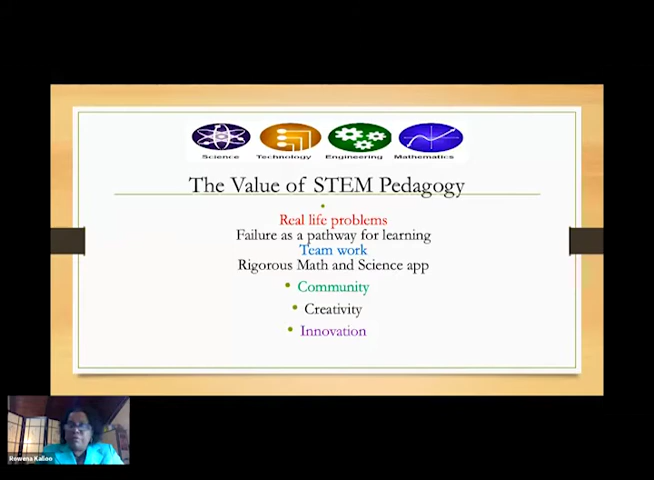 Science Technology Engineering Mathematics
The Value of STEM Pedagogy
Real life problems
Failure as a pathway for learning
Team work
Rigorous Math and Science app
Community
Creativity
Innovation
Rowena Kalloo